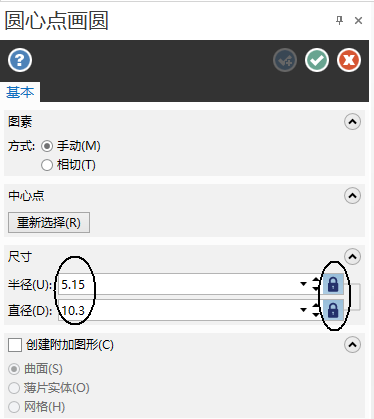 圆心点画圆
基本
图素
方式: 手动(M)
相切(T)
中心点
重新选择(R)
尺寸
半径(U): 5.15
直径(D): 10.3
创建附加图形(C)
曲面(S)
薄片实体(O)
网格(H)